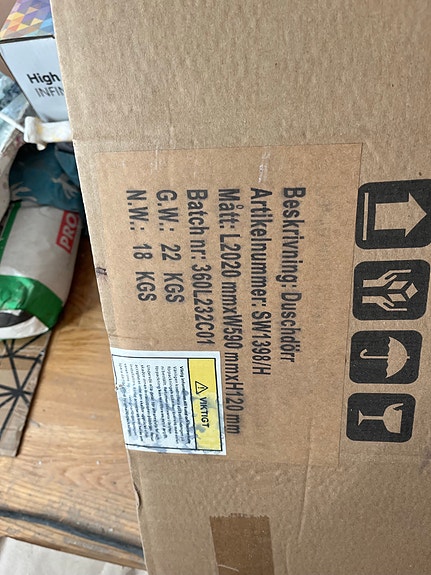 Beskrivning: Duschdörr
Artikelnummer: SW1398/H
Mått: L2020 mmxW590 mmxH120 mm
Batch nr: 360L232C01
G.W.: 22 KGS
N.W.: 18 KGS
VIKTIGT
High
INFIN
PRO